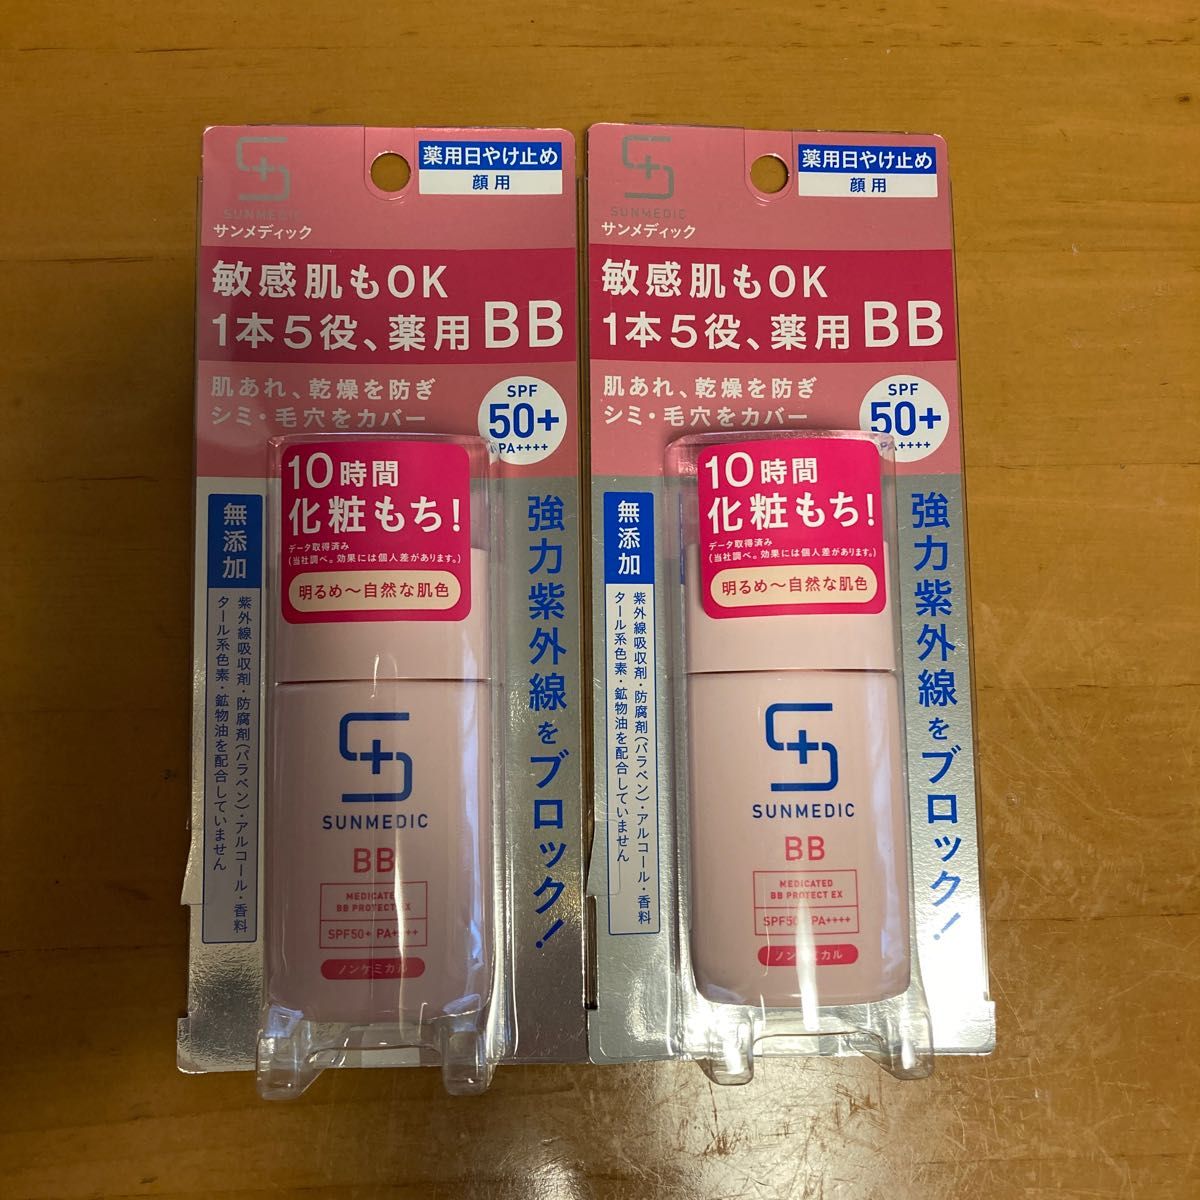 SUNMEDIC
サンメディック
薬用日やけ止め
顔用
敏感肌もOK
1本5役、薬用BB
肌あれ、乾燥を防ぎ
シミ・毛穴をカバー
SPF
50+
PA++++
10時間
化粧もち!
データ取得済み
(当社調べ。効果には個人差があります。)
明るめ〜自然な肌色
無添加
紫外線吸収剤・防腐剤(パラベン)・アルコール・香料
タール系色素・鉱物油を配合していません
強力紫外線をブロック!
SUNMEDIC
BB
MEDICATED
BB PROTECT EX
SPF50+ PA++++
ノンケミカル
SUNMEDIC
サンメディック
薬用日やけ止め
顔用
敏感肌もOK
1本5役、薬用BB
肌あれ、乾燥を防ぎ
シミ・毛穴をカバー
SPF
50+
PA++++
10時間
化粧もち!
データ取得済み
(当社調べ。効果には個人差があります。)
明るめ〜自然な肌色
無添加
紫外線吸収剤・防腐剤(パラベン)・アルコール・香料
タール系色素・鉱物油を配合していません
強力紫外線をブロック!
SUNMEDIC
BB
MEDICATED
BB PROTECT EX
SPF50+ PA++++
ノンケミカル